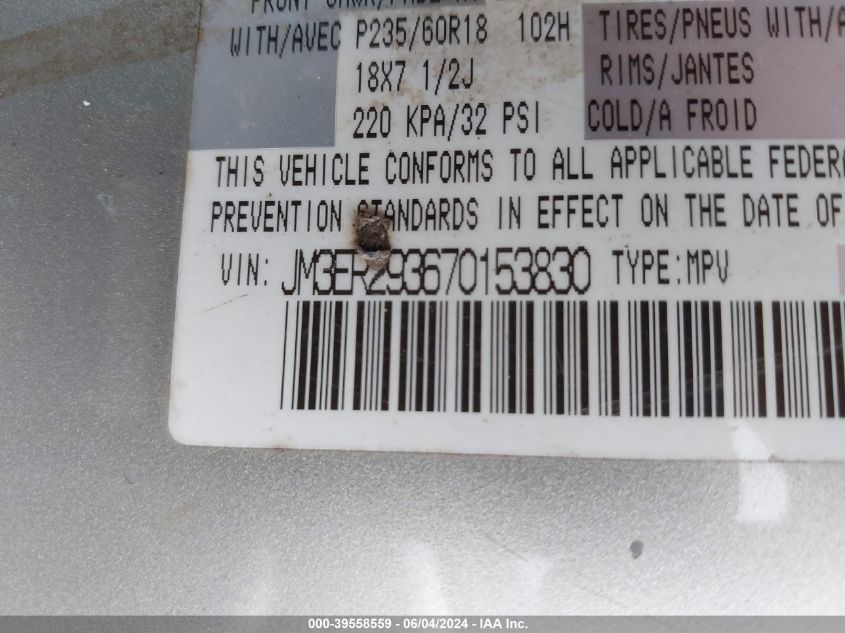 WITH/AVEC P235/60R18 102H TIRES/PNEUS WITH/A
18X7 1/2J RIMS/JANTES
220 KPA/32 PSI COLD/A FROID
THIS VEHICLE CONFORMS TO ALL APPLICABLE FEDERA
PREVENTION STANDARDS IN EFFECT ON THE DATE OF
VIN: JM3ER293670153830 TYPE:MPV
000-39558559 - 06/04/2024 - IAA Inc.